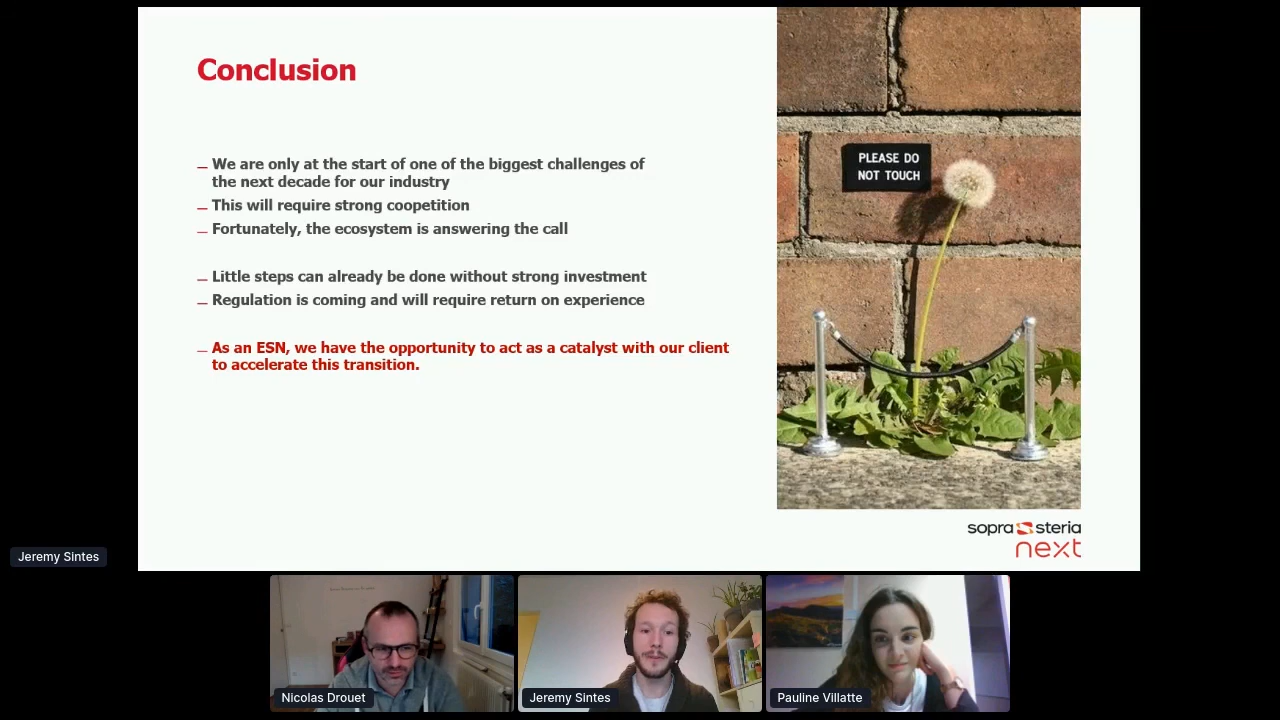 Conclusion
We are only at the start of one of the biggest challenges of
the next decade for our industry
This will require strong coopetition
Fortunately, the ecosystem is answering the call
Little steps can already be done without strong investment
Regulation is coming and will require return on experience
As an ESN, we have the opportunity to act as a catalyst with our client
to accelerate this transition.
PLEASE DO
NOT TOUCH
sopra steria
next
Jeremy Sintes
Nicolas Drouet
Jeremy Sintes
Pauline Villatte